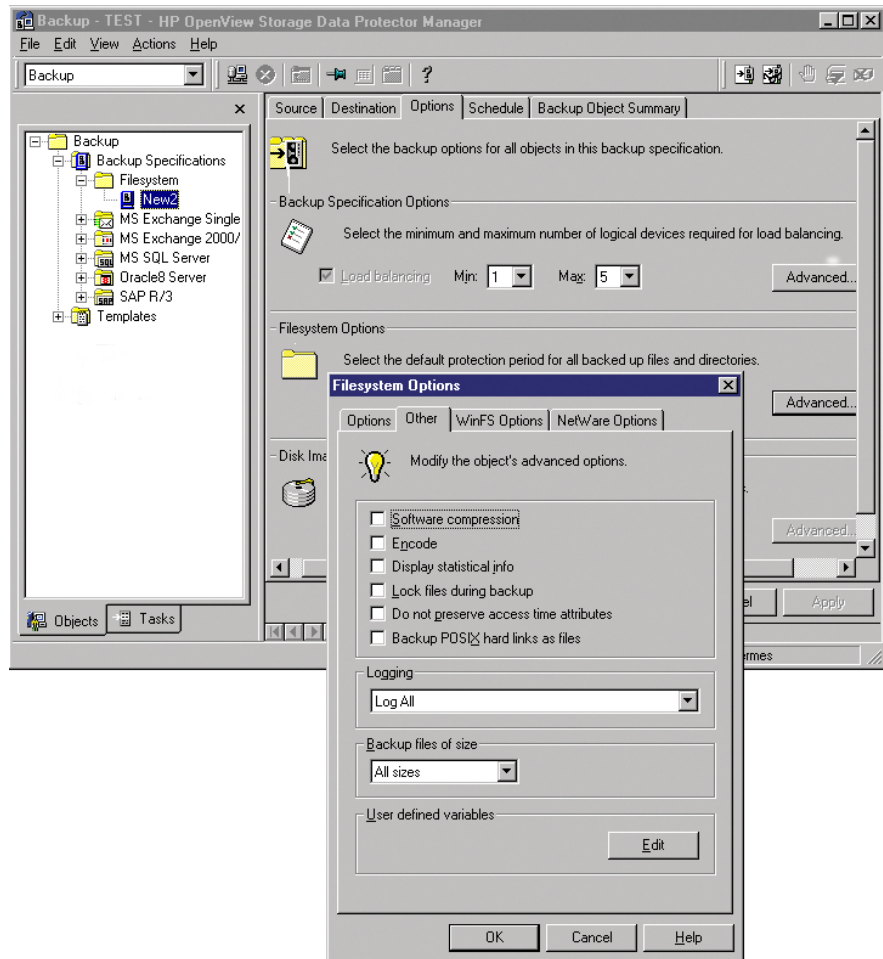 Backup - TEST - HP OpenView Storage Data Protector Manager
File Edit View Actions Help
Backup
Backup
Backup Specifications
Filesystem
New2
MS Exchange Single
MS Exchange 2000/
MS SQL Server
Oracle8 Server
SAP R/3
Templates
Objects Tasks
Source Destination Options Schedule Backup Object Summary
Select the backup options for all objects in this backup specification.
Backup Specification Options
Select the minimum and maximum number of logical devices required for load balancing.
Load balancing Min: 1 Max: 5 Advanced...
Filesystem Options
Select the default protection period for all backed up files and directories.
Advanced...
Disk Ima
s.
Advanced...
el Apply
ermes
Filesystem Options
Options Other WinFS Options NetWare Options
Modify the object's advanced options.
Software compression
Encode
Display statistical info
Lock files during backup
Do not preserve access time attributes
Backup POSIX hard links as files
Logging
Log All
Backup files of size
All sizes
User defined variables
Edit
OK Cancel Help